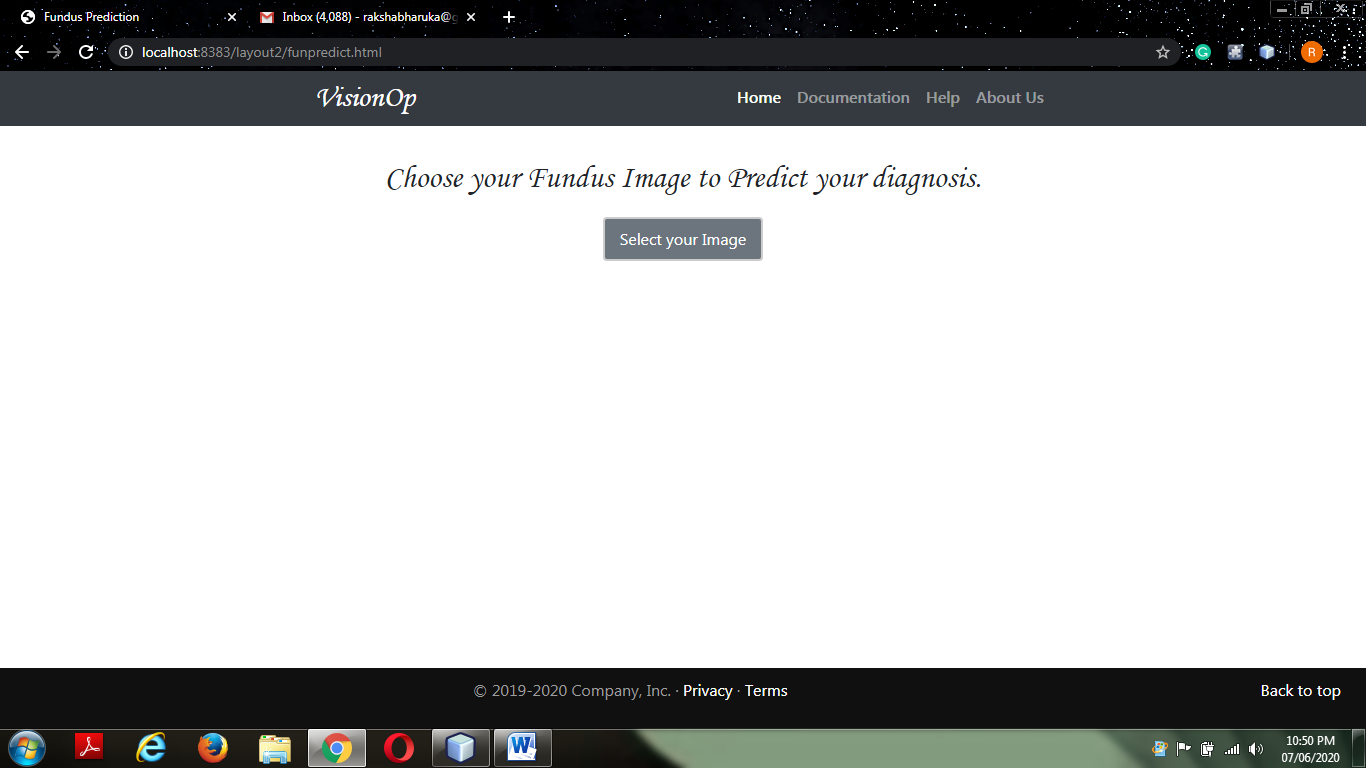 Fundus Prediction
Inbox (4,088) - rakshabharuka@g
localhost:8383/layout2/funpredict.html
R
VisionOp
Home Documentation Help About Us
Choose your Fundus Image to Predict your diagnosis.
Select your Image
© 2019-2020 Company, Inc. · Privacy · Terms
Back to top
10:50 PM
07/06/2020